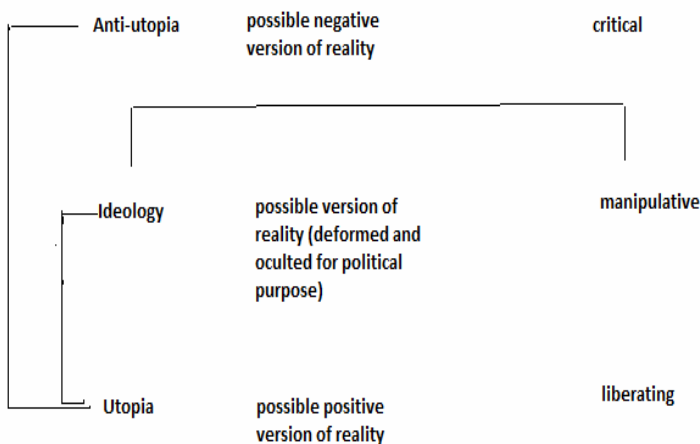 Anti-utopia
possible negative
version of reality
critical
Ideology
possible version of
reality (deformed and
oculted for political
purpose)
manipulative
Utopia
possible positive
version of reality
liberating